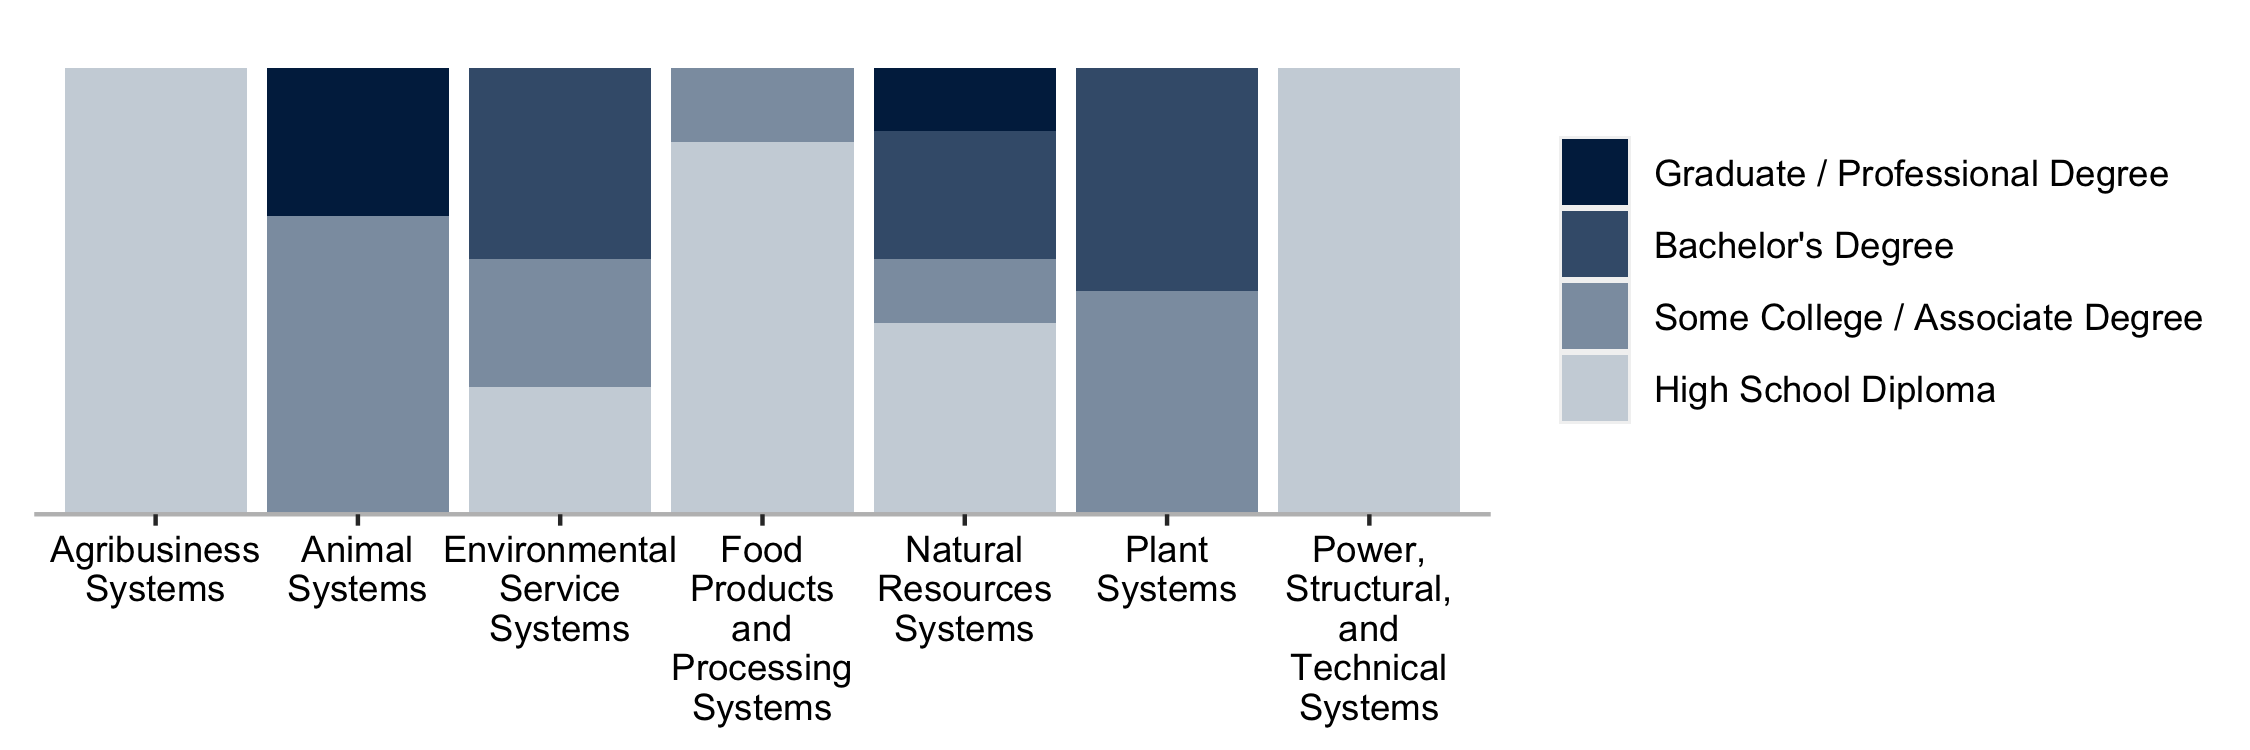 Graduate / Professional Degree
Bachelor's Degree
Some College / Associate Degree
High School Diploma
Agribusiness
Systems
Animal
Systems
Environmental
Service
Systems
Food
Products
and
Processing
Systems
Natural
Resources
Systems
Plant
Systems
Power,
Structural,
and
Technical
Systems